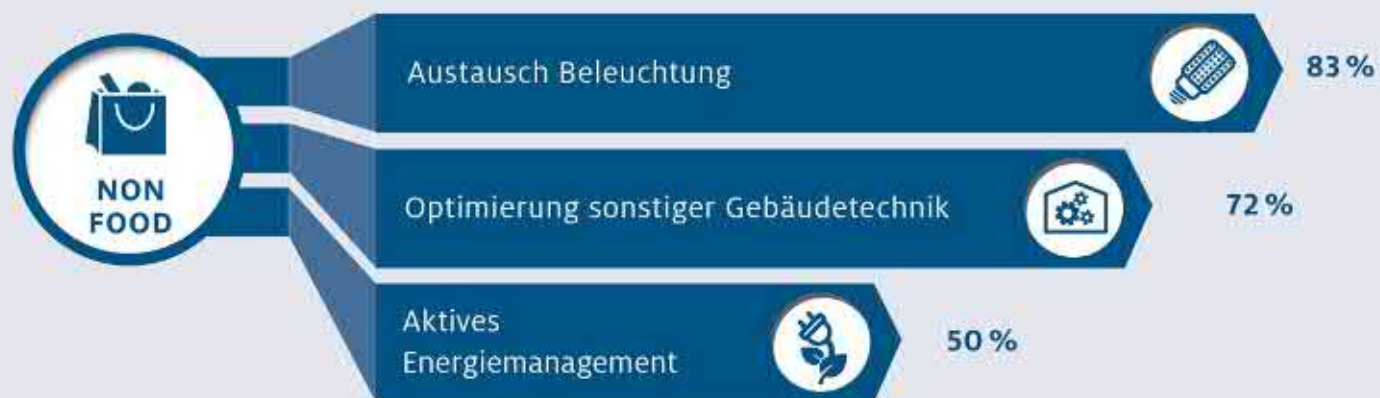 NON
FOOD
Austausch Beleuchtung
83 %
Optimierung sonstiger Gebäudetechnik
72 %
Aktives
Energiemanagement
50 %